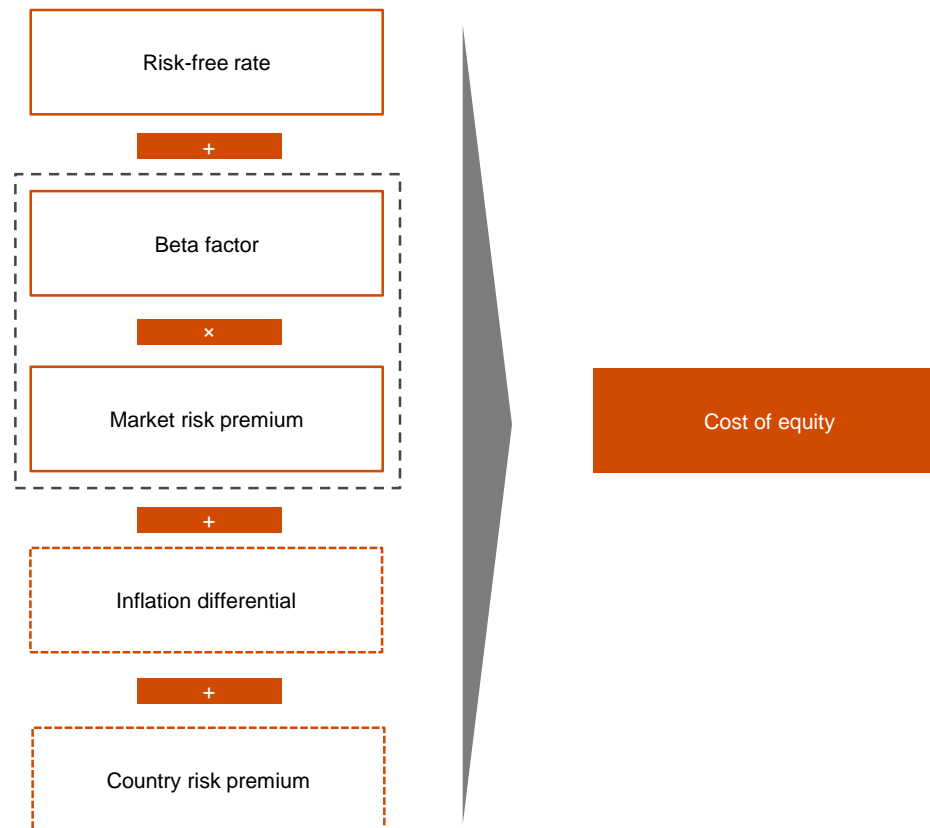 Risk-free rate
+
Beta factor
×
Market risk premium
+
Inflation differential
+
Country risk premium
Cost of equity